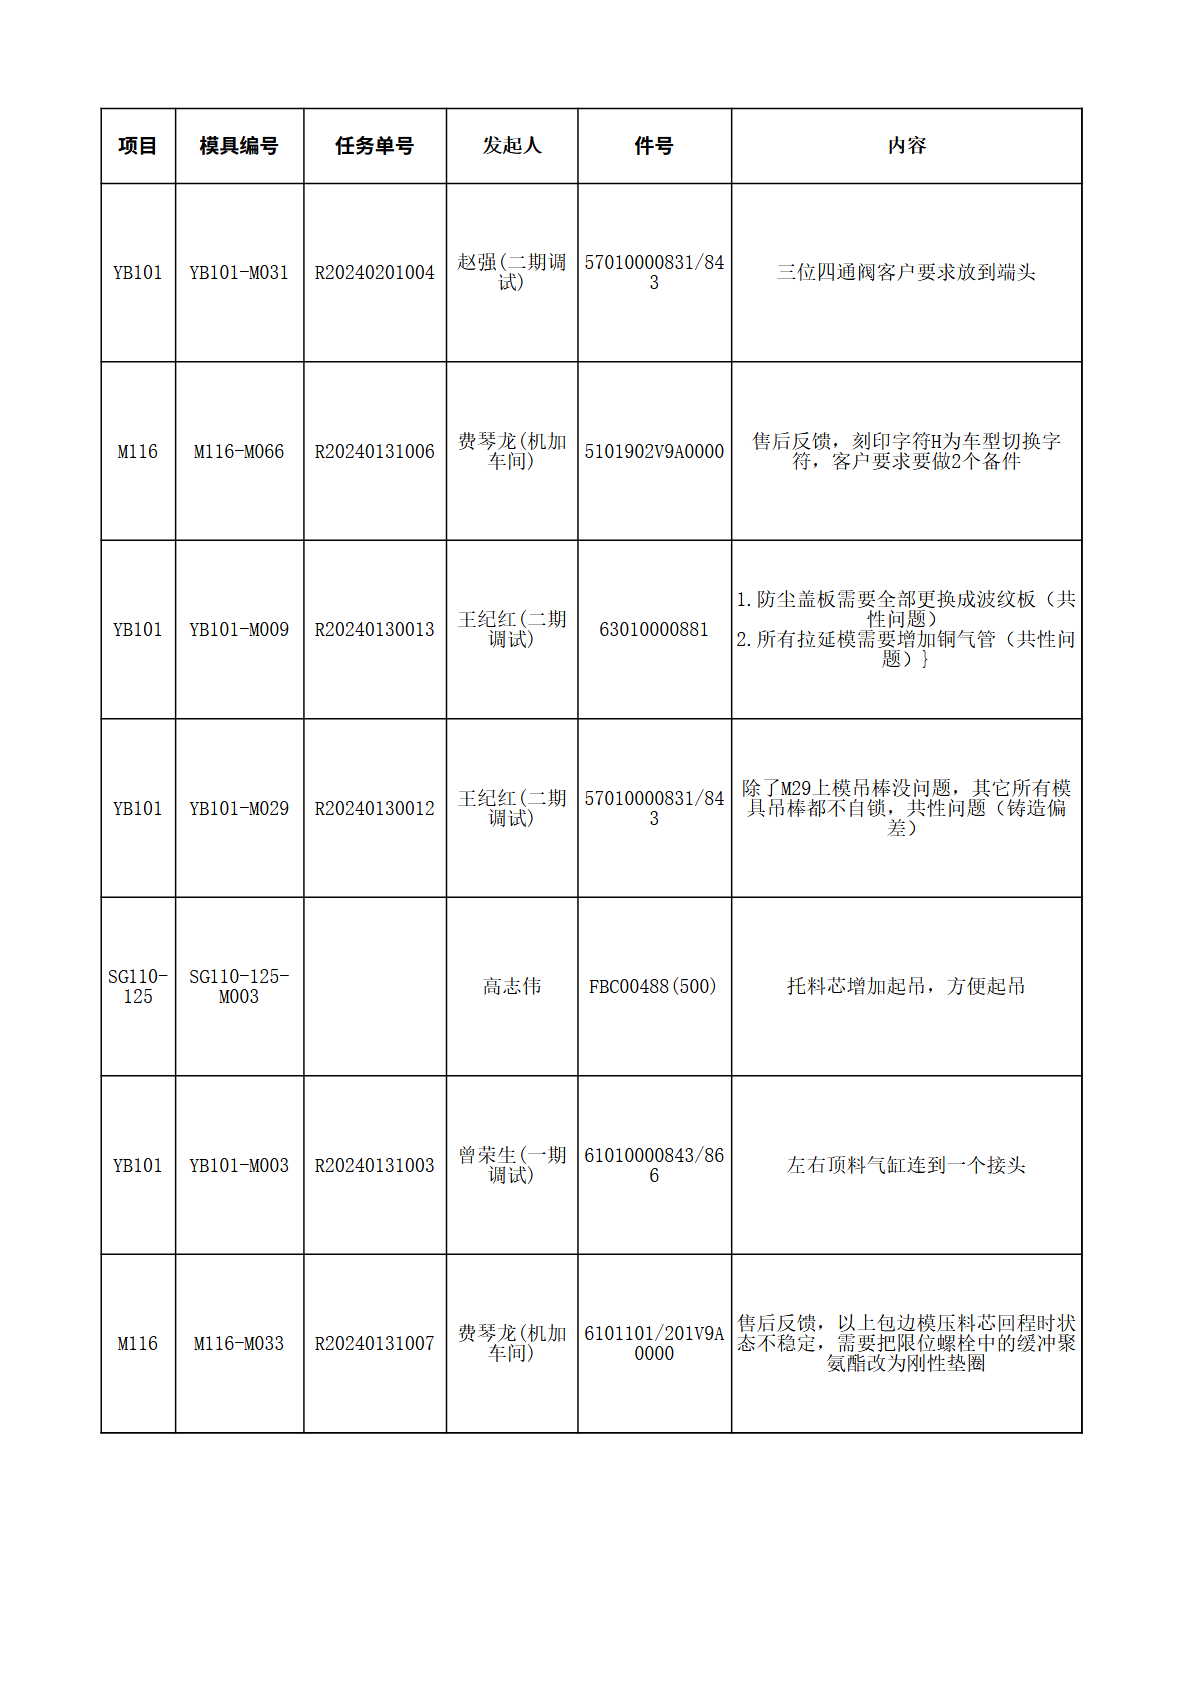 项目 模具编号 任务单号 发起人 件号 内容
YB101 YB101-M031 R20240201004 赵强(二期调
试) 57010000831/84
3 三位四通阀客户要求放到端头
M116 M116-M066 R20240131006 费琴龙(机加
车间) 5101902V9A0000 售后反馈，刻印字符H为车型切换字
符，客户要求要做2个备件
YB101 YB101-M009 R20240130013 王纪红(二期
调试) 63010000881 1.防尘盖板需要全部更换成波纹板（共
性问题）
2.所有拉延模需要增加铜气管（共性问
题）}
YB101 YB101-M029 R20240130012 王纪红(二期
调试) 57010000831/84
3 除了M29上模吊棒没问题，其它所有模
具吊棒都不自锁，共性问题（铸造偏
差）
SG110-
125 SG110-125-
M003 高志伟 FBC00488(500) 托料芯增加起吊，方便起吊
YB101 YB101-M003 R20240131003 曾荣生(一期
调试) 61010000843/86
6 左右顶料气缸连到一个接头
M116 M116-M033 R20240131007 费琴龙(机加
车间) 6101101/201V9A
0000 售后反馈，以上包边模压料芯回程时状
态不稳定，需要把限位螺栓中的缓冲聚
氨酯改为刚性垫圈